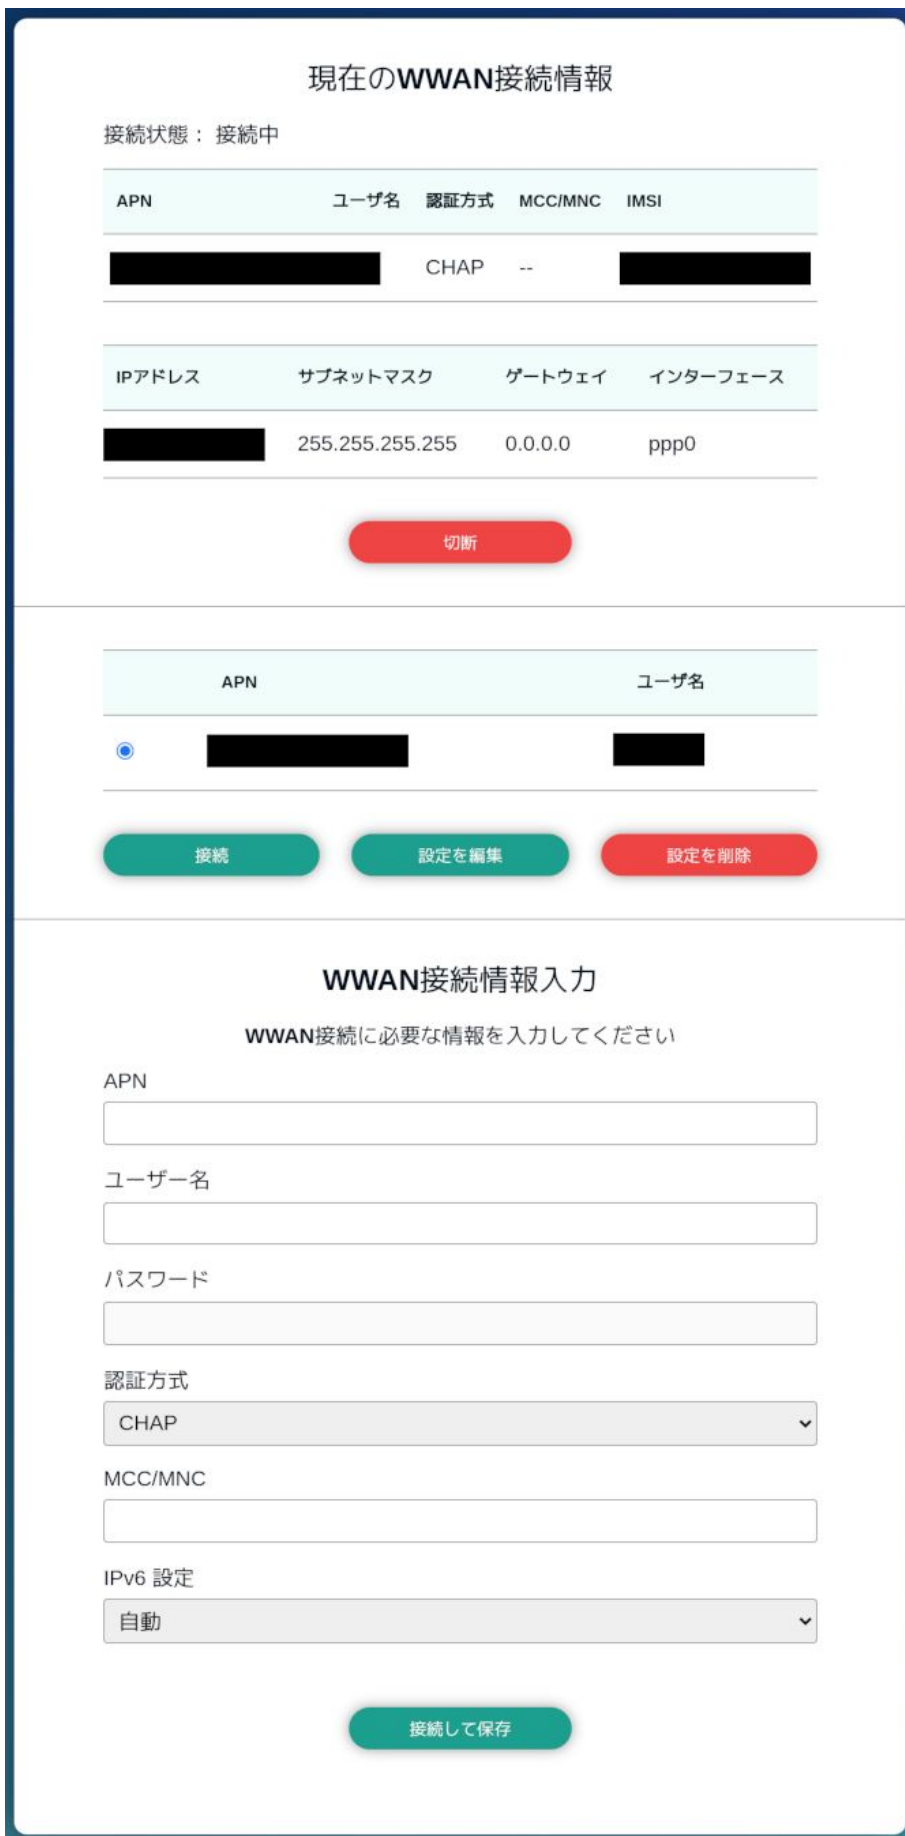 現在のWWAN接続情報
接続状態： 接続中
APN ユーザ名 認証方式 MCC/MNC IMSI
CHAP --
IPアドレス サブネットマスク ゲートウェイ インターフェース
255.255.255.255 0.0.0.0 ppp0
切断
APN ユーザ名
接続 設定を編集 設定を削除
WWAN接続情報入力
WWAN接続に必要な情報を入力してください
APN
ユーザー名
パスワード
認証方式
CHAP
MCC/MNC
IPv6 設定
自動
接続して保存